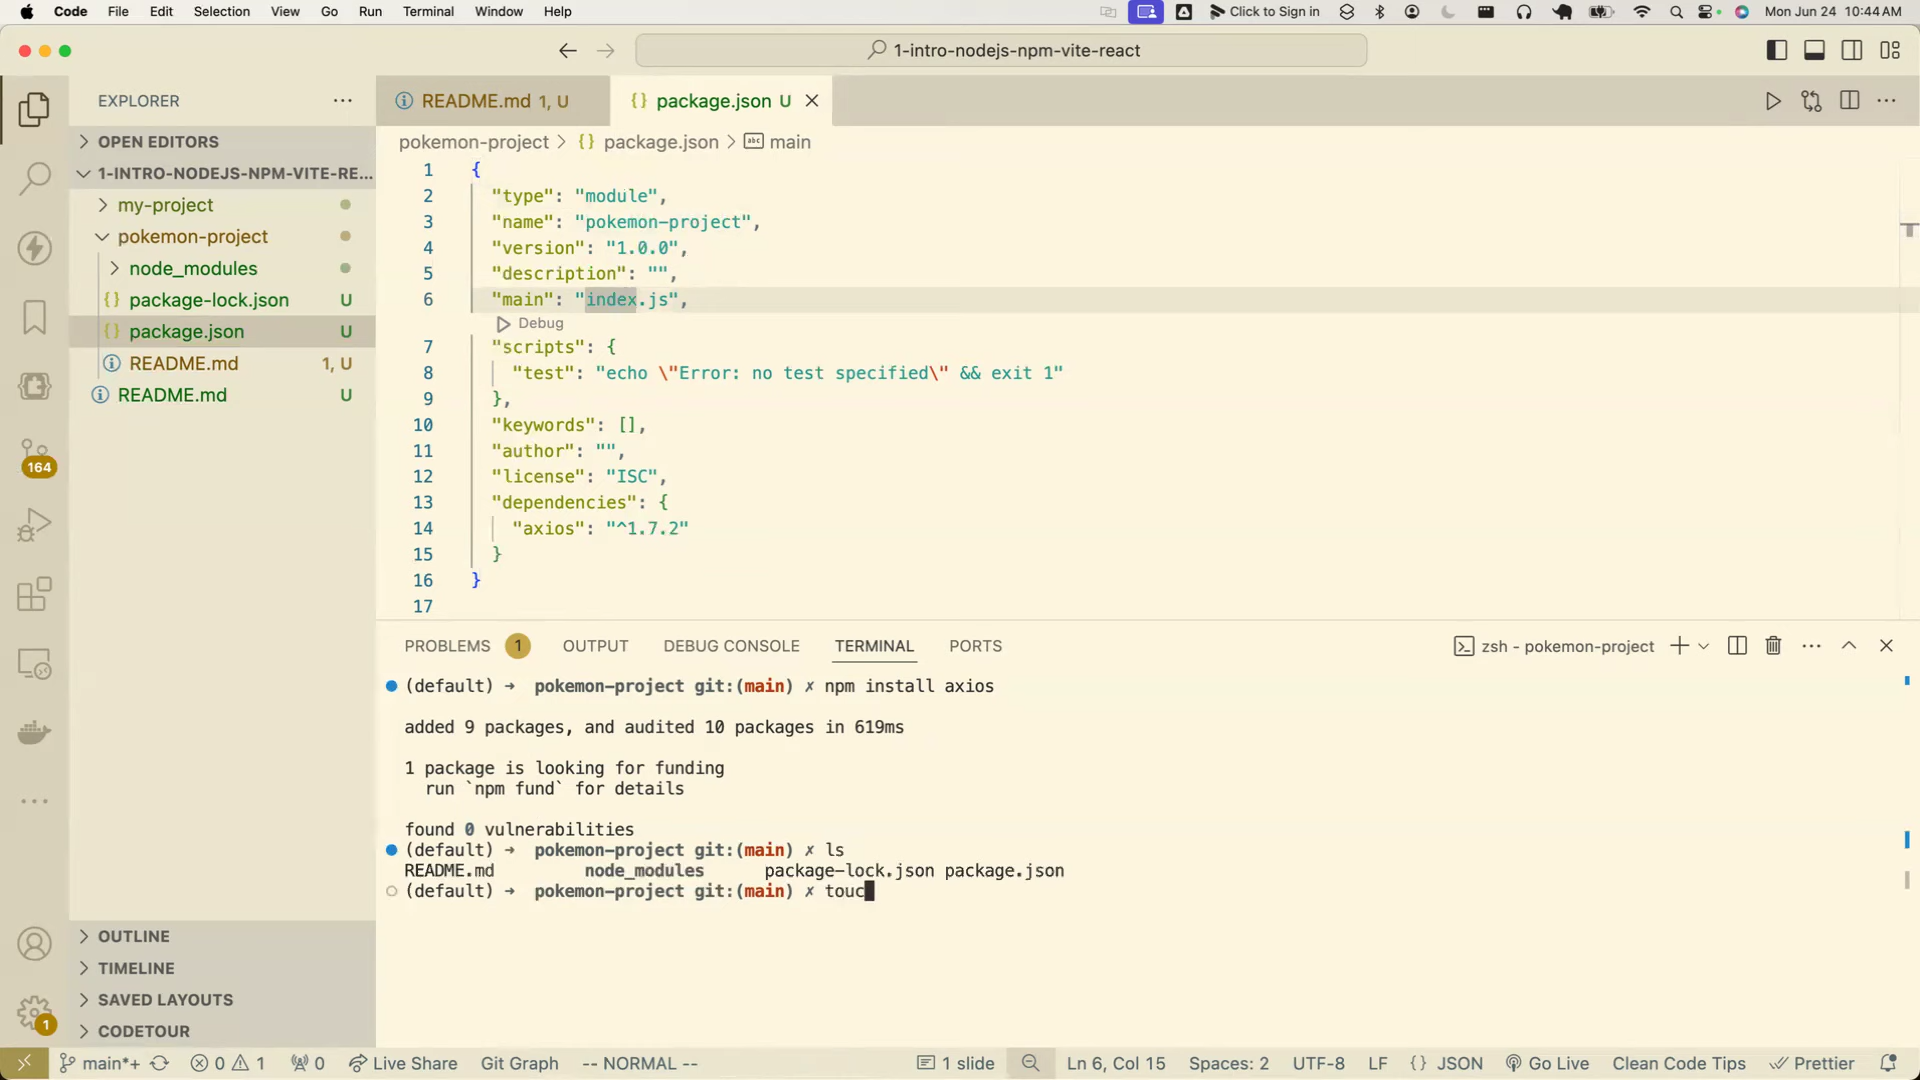 Code File Edit Selection View Go Run Terminal Window Help Click to Sign in Mon Jun 24 10:44 AM
1-intro-nodejs-npm-vite-react
EXPLORER
OPEN EDITORS
1-INTRO-NODEJS-NPM-VITE-RE...
my-project
pokemon-project
node_modules
package-lock.json U
package.json U
README.md 1, U
README.md U
164
1
OUTLINE
TIMELINE
SAVED LAYOUTS
CODETOUR
README.md 1, U package.json U
pokemon-project > package.json > main
1 {
2 "type": "module",
3 "name": "pokemon-project",
4 "version": "1.0.0",
5 "description": "",
6 "main": "index.js",
Debug
7 "scripts": {
8 "test": "echo \"Error: no test specified\" && exit 1"
9 },
10 "keywords": [],
11 "author": "",
12 "license": "ISC",
13 "dependencies": {
14 "axios": "^1.7.2"
15 }
16 }
17
PROBLEMS 1 OUTPUT DEBUG CONSOLE TERMINAL PORTS zsh - pokemon-project
(default) ➜ pokemon-project git:(main) ✗ npm install axios
added 9 packages, and audited 10 packages in 619ms
1 package is looking for funding
run `npm fund` for details
found 0 vulnerabilities
(default) ➜ pokemon-project git:(main) ✗ ls
README.md node_modules package-lock.json package.json
(default) ➜ pokemon-project git:(main) ✗ touc
main*+ 0 1 0 Live Share Git Graph -- NORMAL -- 1 slide Ln 6, Col 15 Spaces: 2 UTF-8 LF {} JSON Go Live Clean Code Tips Prettier